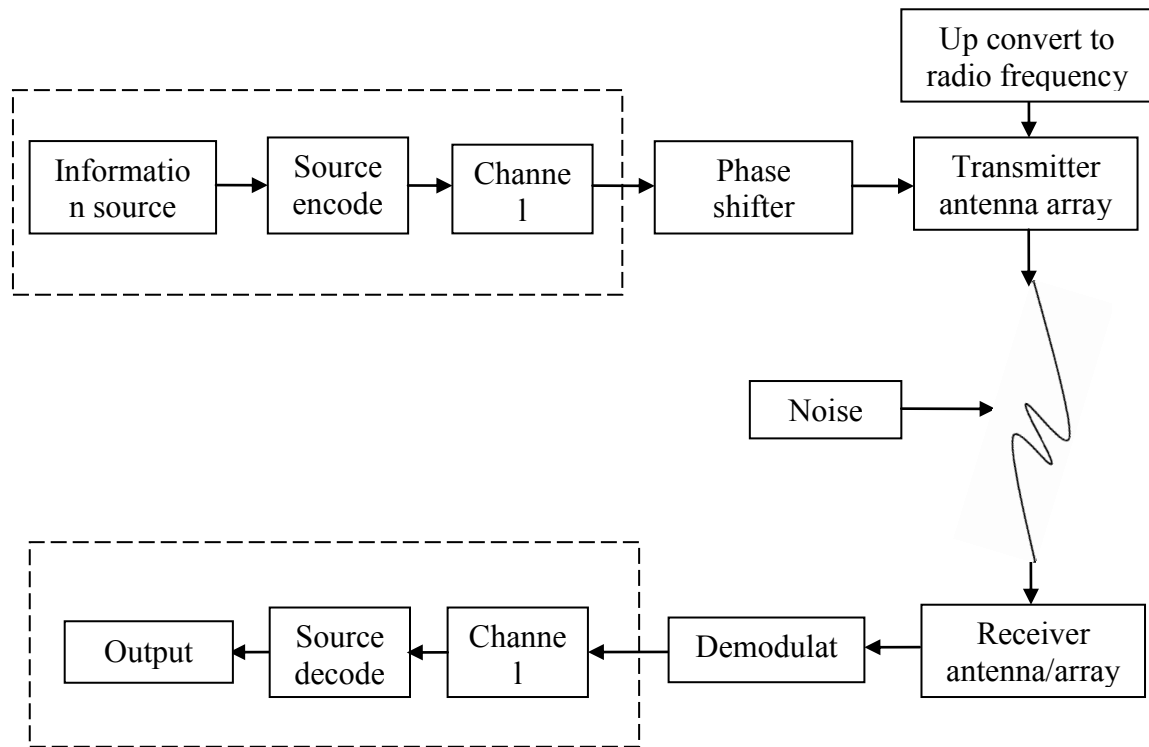 Up convert to
radio frequency
Informatio
n source
Source
encode
Channe
l
Phase
shifter
Transmitter
antenna array
Noise
Output
Source
decode
Channe
l
Demodulat
Receiver
antenna/array